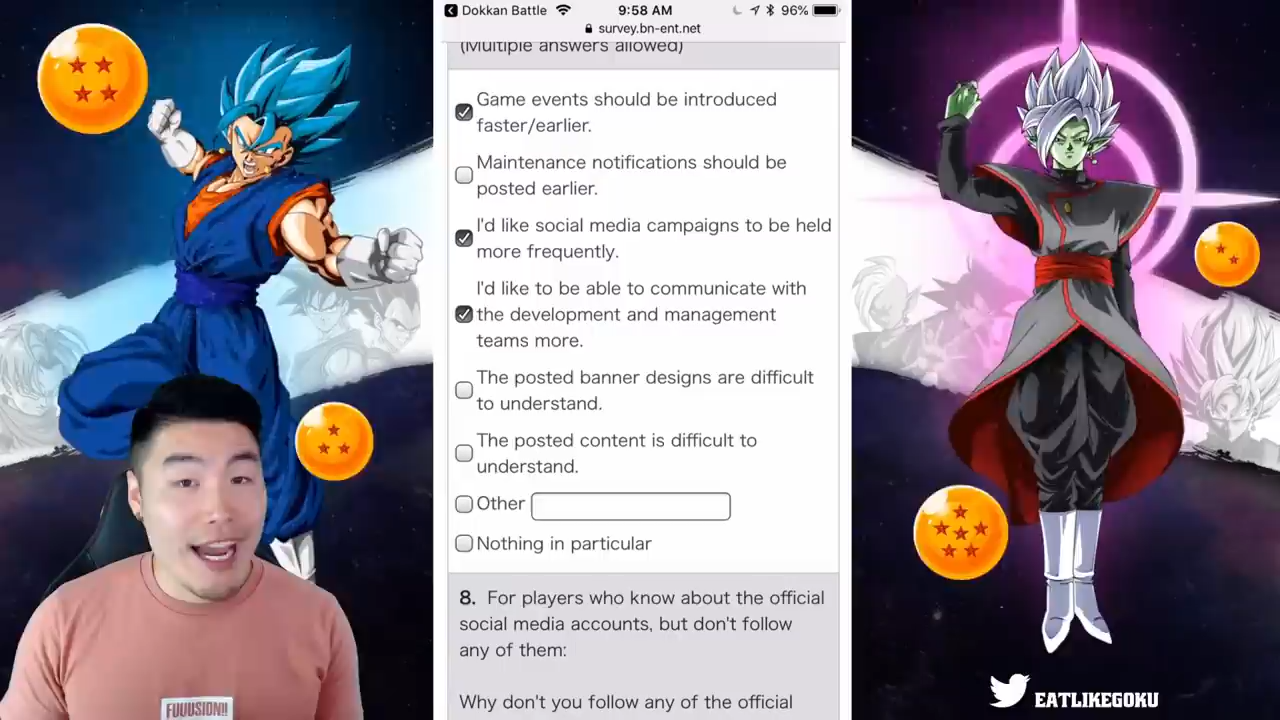 Dokkan Battle
9:58 AM
96%
survey.bn-ent.net
(Multiple answers allowed)
Game events should be introduced
faster/earlier.
Maintenance notifications should be
posted earlier.
I'd like social media campaigns to be held
more frequently.
I'd like to be able to communicate with
the development and management
teams more.
The posted banner designs are difficult
to understand.
The posted content is difficult to
understand.
Other
Nothing in particular
8. For players who know about the official
social media accounts, but don't follow
any of them:
Why don't you follow any of the official
FUUUSION!!
EATLIKEGOKU